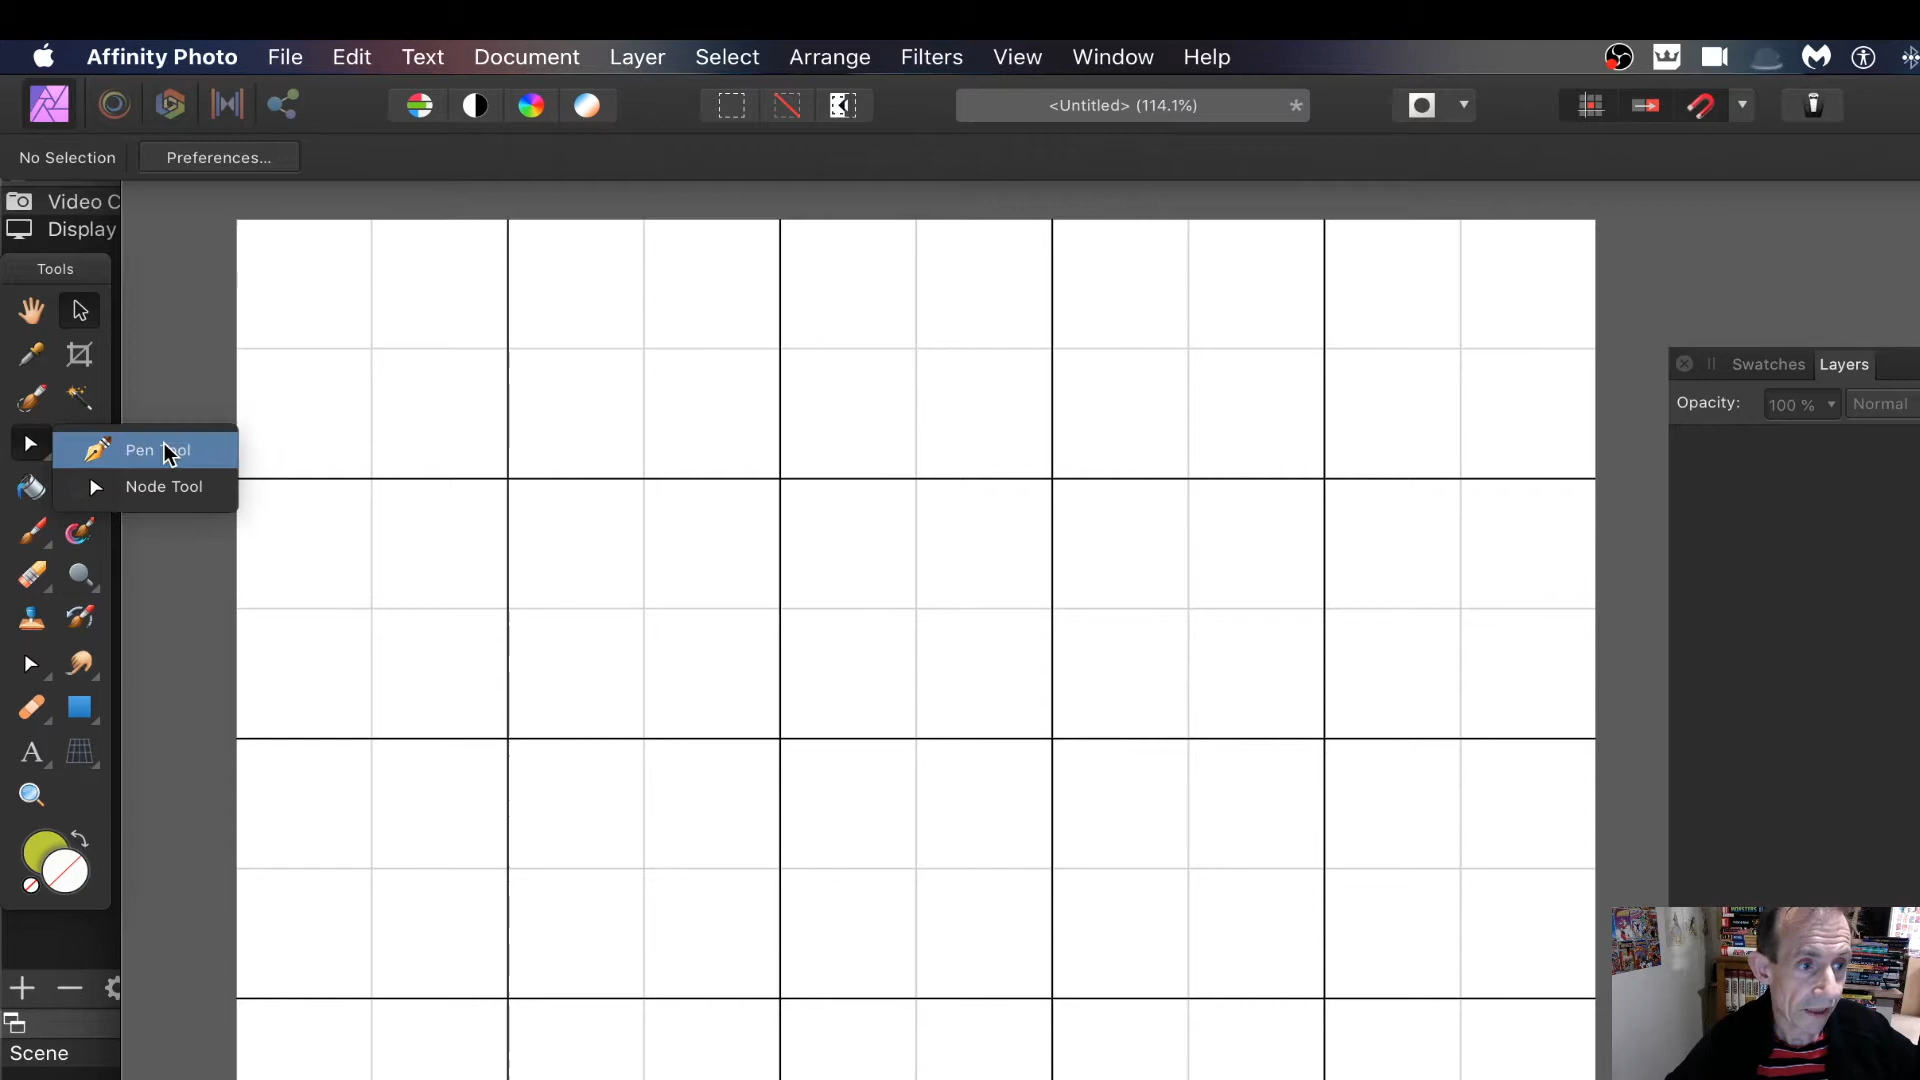 Affinity Photo File Edit Text Document Layer Select Arrange Filters View Window Help
<Untitled> (114.1%) *
No Selection Preferences...
Video C
Display
Tools
Swatches Layers
Opacity: 100 % Normal
Pen Tool
Node Tool
A
Scene